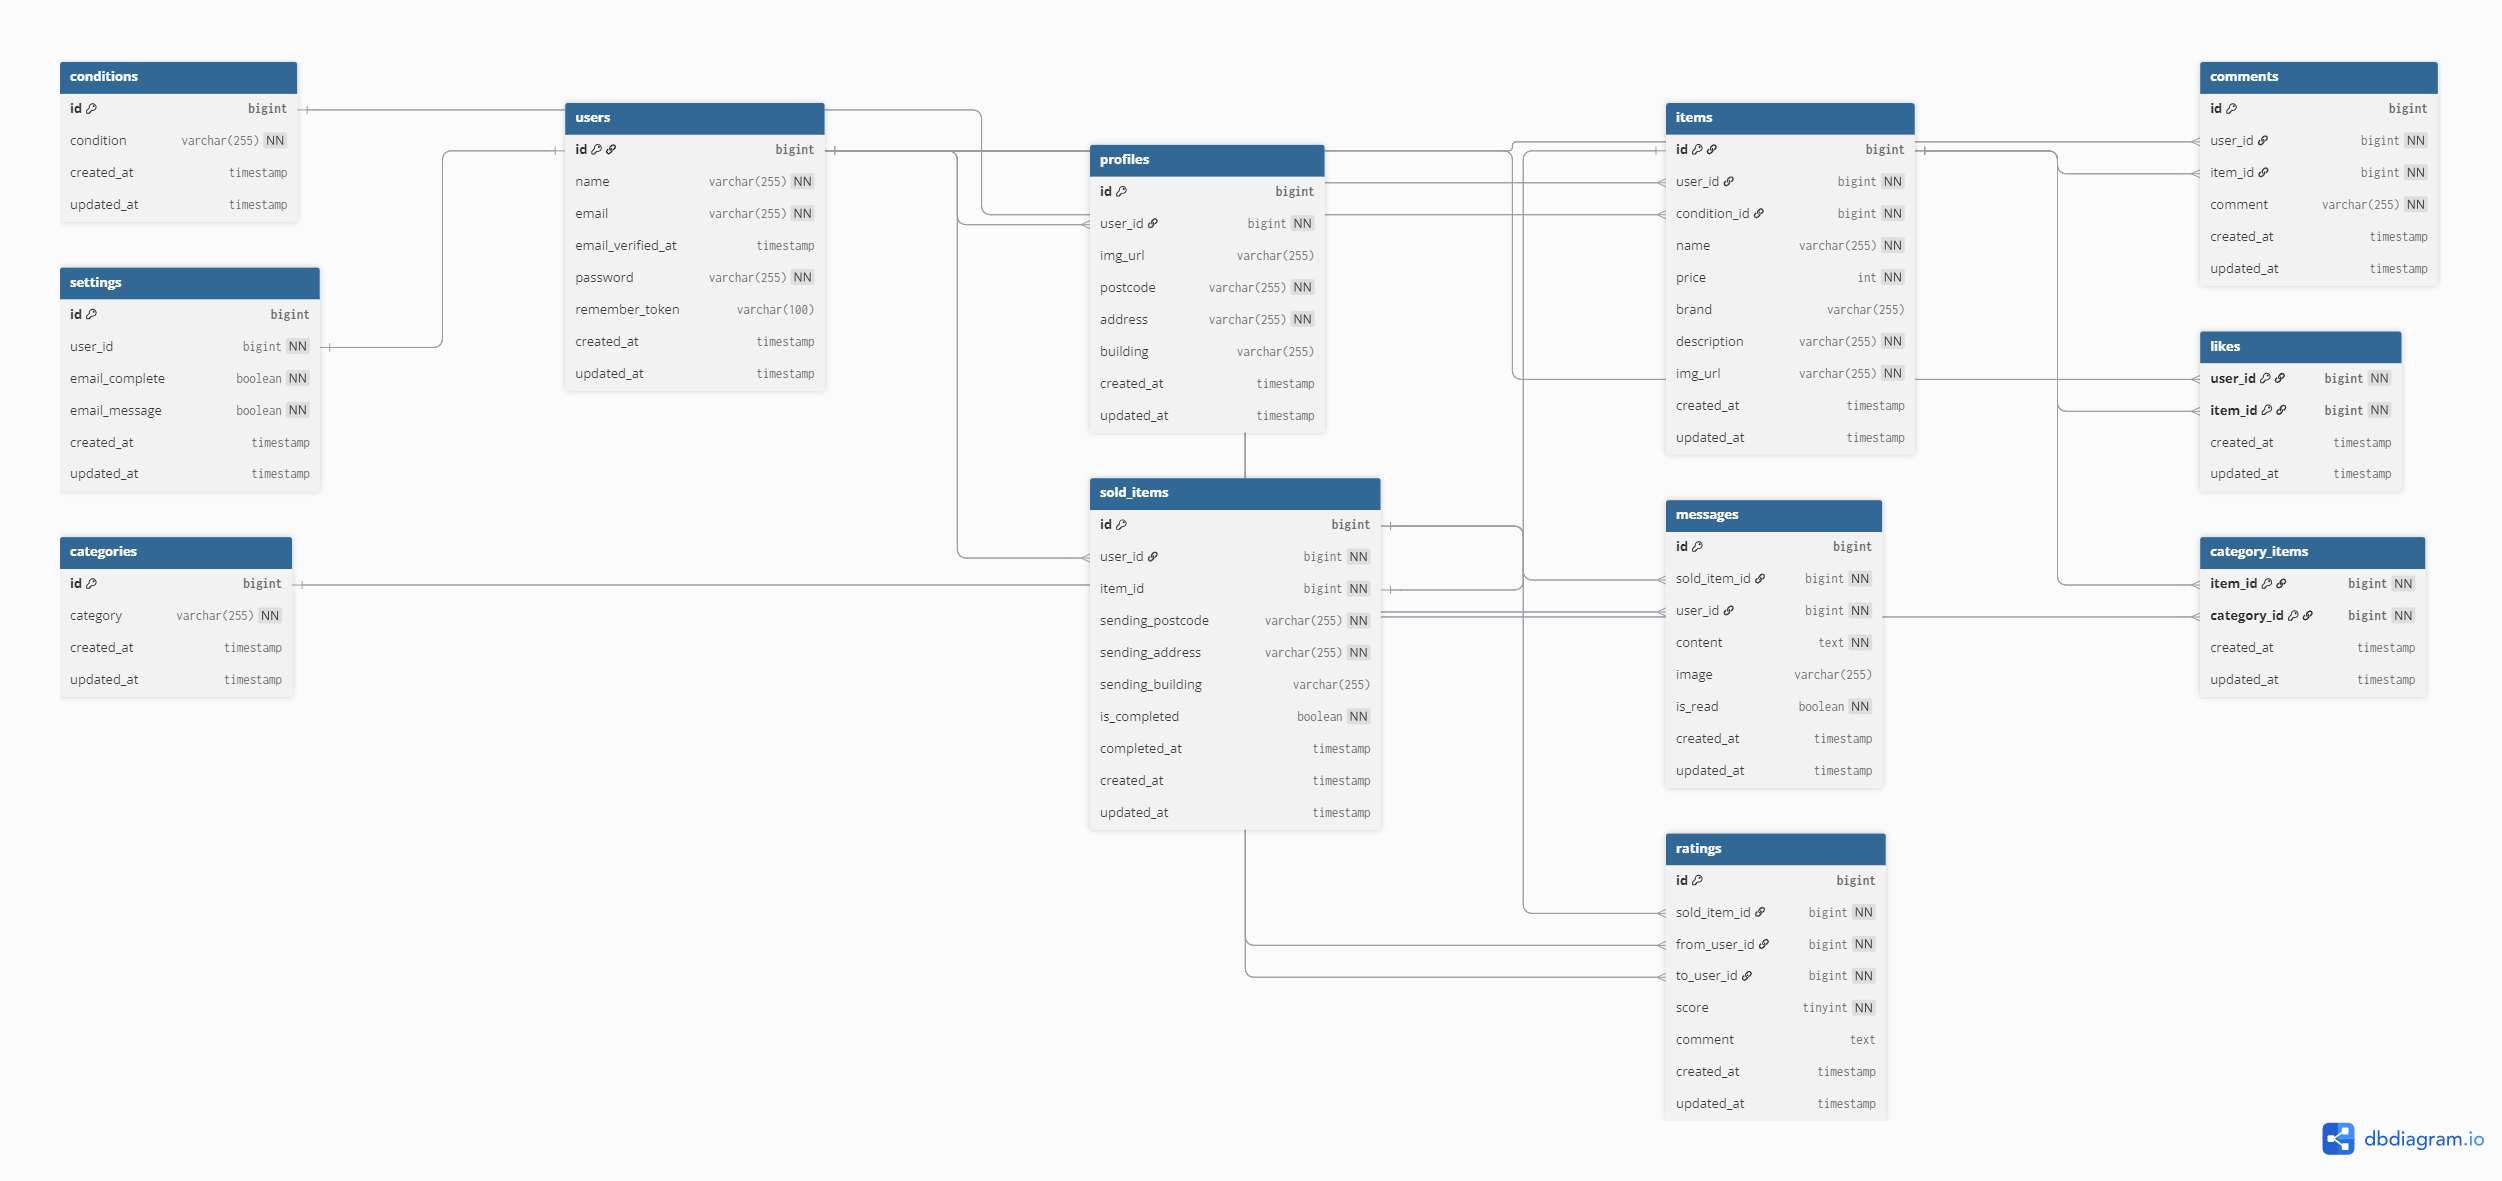 conditions
id bigint
condition varchar(255) NN
created_at timestamp
updated_at timestamp
settings
id bigint
user_id bigint NN
email_complete boolean NN
email_message boolean NN
created_at timestamp
updated_at timestamp
categories
id bigint
category varchar(255) NN
created_at timestamp
updated_at timestamp
users
id bigint
name varchar(255) NN
email varchar(255) NN
email_verified_at timestamp
password varchar(255) NN
remember_token varchar(100)
created_at timestamp
updated_at timestamp
profiles
id bigint
user_id bigint NN
img_url varchar(255)
postcode varchar(255) NN
address varchar(255) NN
building varchar(255)
created_at timestamp
updated_at timestamp
sold_items
id bigint
user_id bigint NN
item_id bigint NN
sending_postcode varchar(255) NN
sending_address varchar(255) NN
sending_building varchar(255)
is_completed boolean NN
completed_at timestamp
created_at timestamp
updated_at timestamp
items
id bigint
user_id bigint NN
condition_id bigint NN
name varchar(255) NN
price int NN
brand varchar(255)
description varchar(255) NN
img_url varchar(255) NN
created_at timestamp
updated_at timestamp
messages
id bigint
sold_item_id bigint NN
user_id bigint NN
content text NN
image varchar(255)
is_read boolean NN
created_at timestamp
updated_at timestamp
ratings
id bigint
sold_item_id bigint NN
from_user_id bigint NN
to_user_id bigint NN
score tinyint NN
comment text
created_at timestamp
updated_at timestamp
comments
id bigint
user_id bigint NN
item_id bigint NN
comment varchar(255) NN
created_at timestamp
updated_at timestamp
likes
user_id bigint NN
item_id bigint NN
created_at timestamp
updated_at timestamp
category_items
item_id bigint NN
category_id bigint NN
created_at timestamp
updated_at timestamp
dbdiagram.io